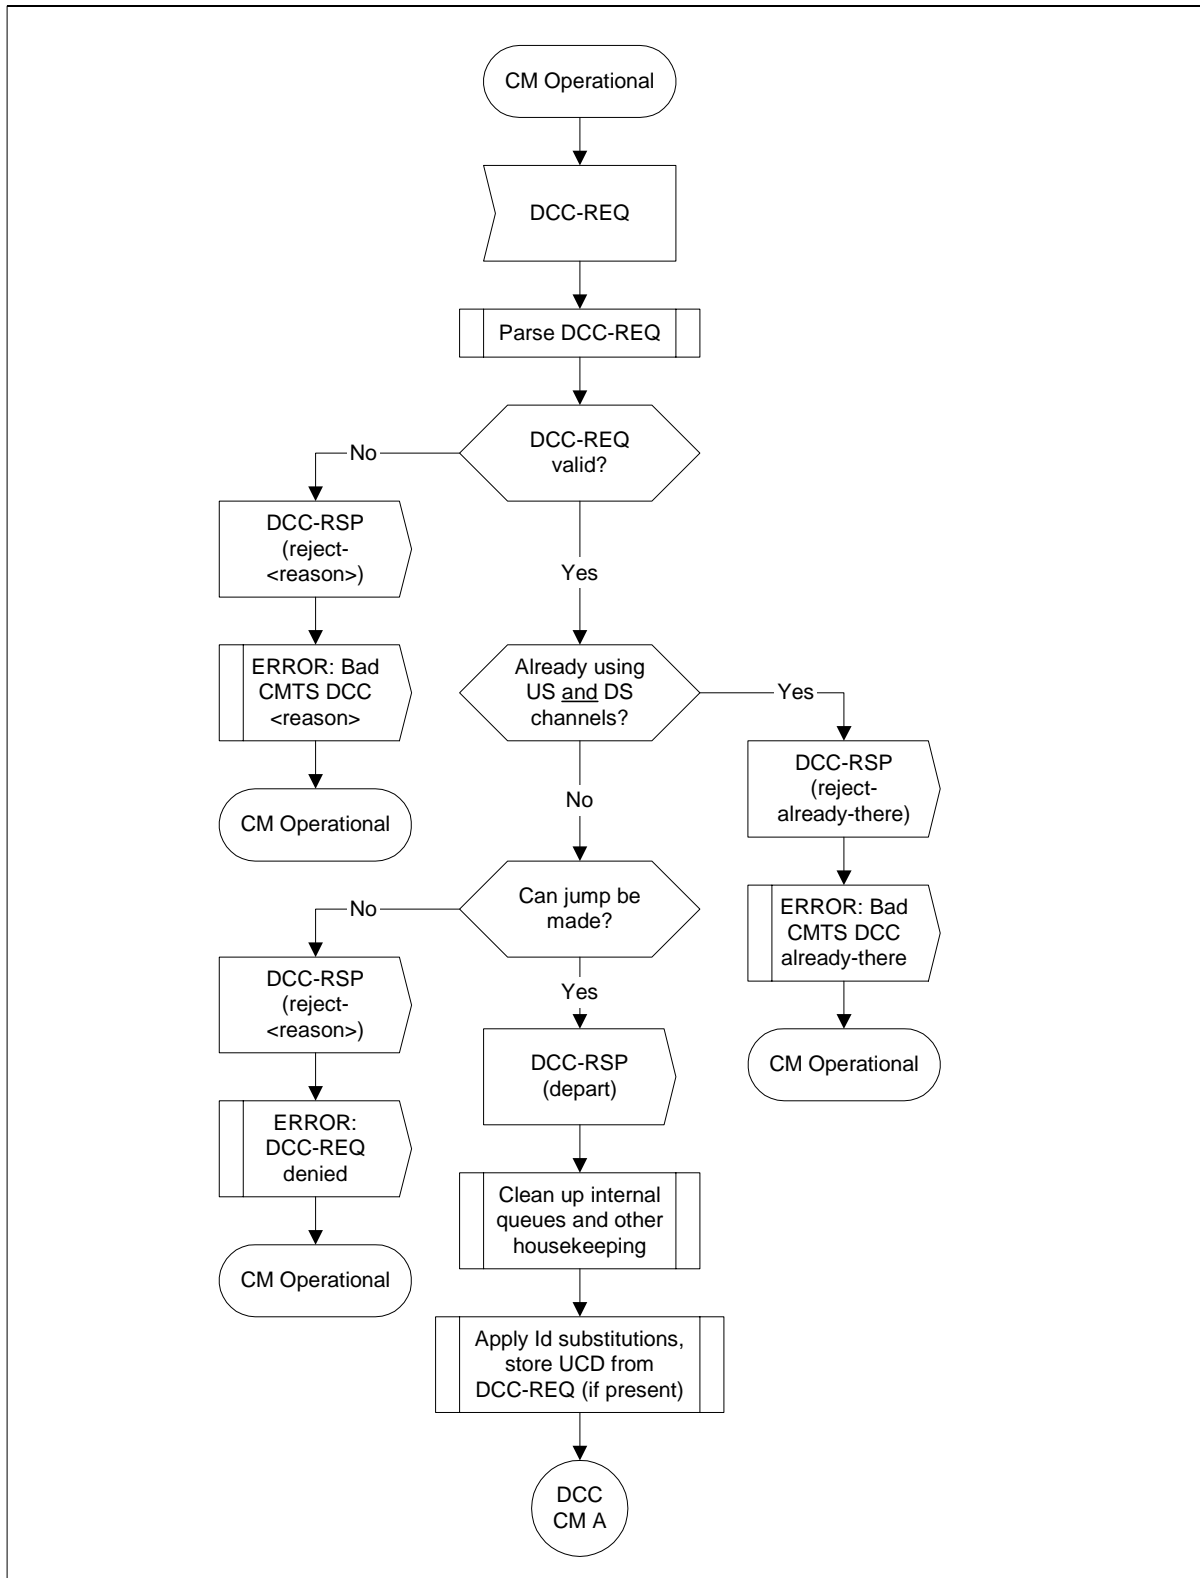 CM Operational
DCC-REQ
Parse DCC-REQ
DCC-REQ
valid?
No
DCC-RSP
(reject-
<reason>)
Yes
ERROR: Bad
CMTS DCC
<reason>
Already using
US and DS
channels?
Yes
CM Operational
No
DCC-RSP
(reject-
already-there)
Can jump be
made?
No
ERROR: Bad
CMTS DCC
already-there
DCC-RSP
(reject-
<reason>)
Yes
DCC-RSP
(depart)
CM Operational
ERROR:
DCC-REQ
denied
Clean up internal
queues and other
housekeeping
CM Operational
Apply Id substitutions,
store UCD from
DCC-REQ (if present)
DCC
CM A